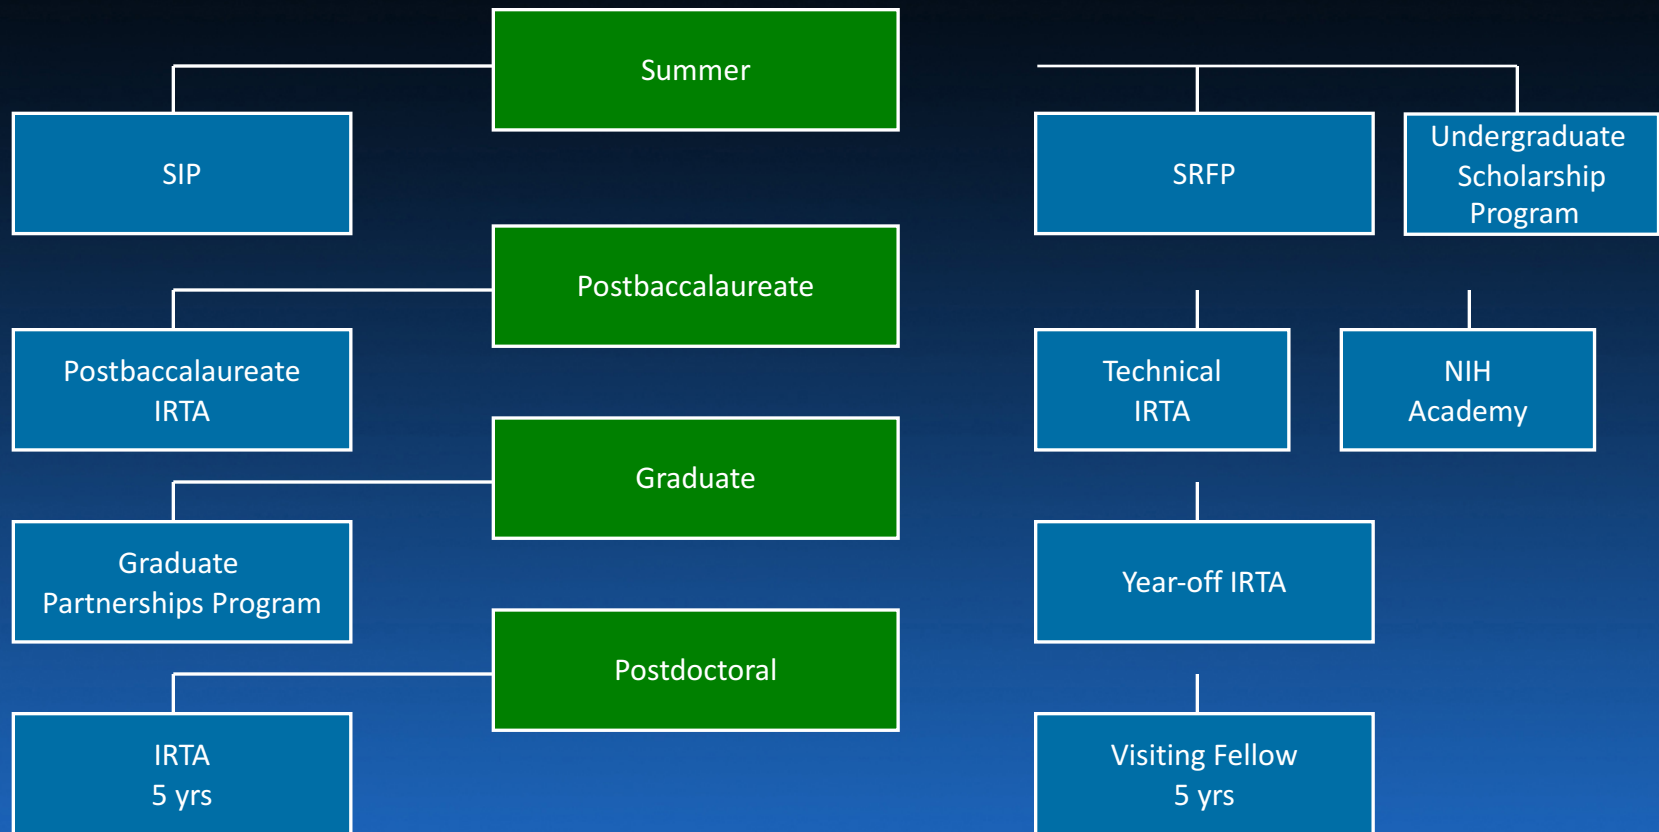 Summer
SIP
SRFP
Undergraduate
Scholarship
Program
Postbaccalaureate
Postbaccalaureate
IRTA
Technical
IRTA
NIH
Academy
Graduate
Graduate
Partnerships Program
Year-off IRTA
Postdoctoral
IRTA
5 yrs
Visiting Fellow
5 yrs